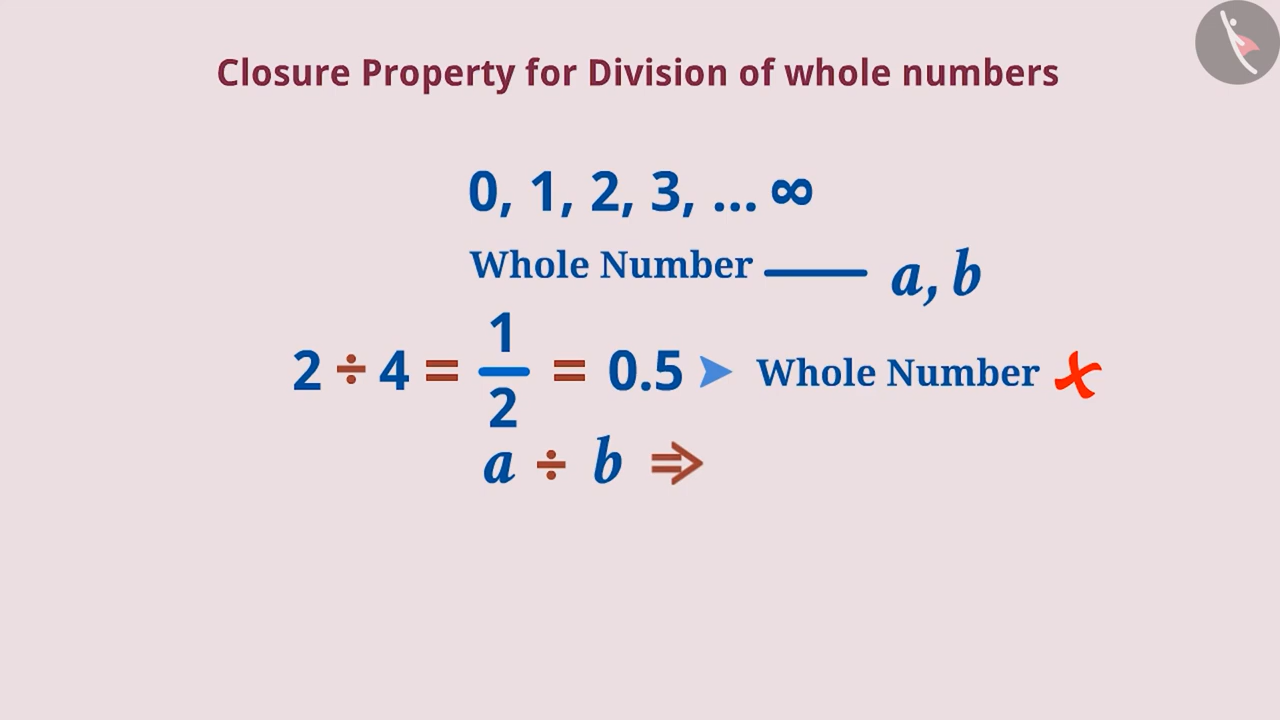 Closure Property for Division of whole numbers
0, 1, 2, 3, ... ∞
Whole Number — a, b
2 ÷ 4 = 1/2 = 0.5 ➤ Whole Number ✗
a ÷ b ⇒